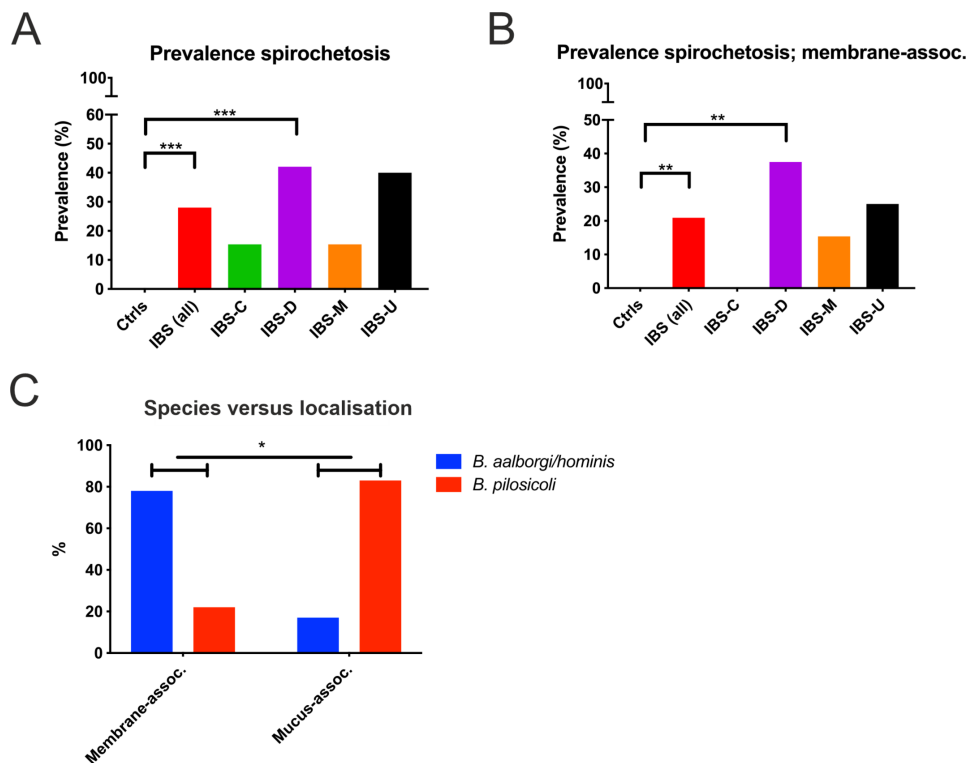 A
Prevalence spirochetosis
Prevalence (%)
100
60
50
40
30
20
10
0
***
***
Ctrls
IBS (all)
IBS-C
IBS-D
IBS-M
IBS-U
B
Prevalence spirochetosis; membrane-assoc.
Prevalence (%)
100
50
40
30
20
10
0
**
**
Ctrls
IBS (all)
IBS-C
IBS-D
IBS-M
IBS-U
C
Species versus localisation
%
100
80
60
40
20
0
*
Membrane-assoc.
Mucus-assoc.
B. aalborgi/hominis
B. pilosicoli